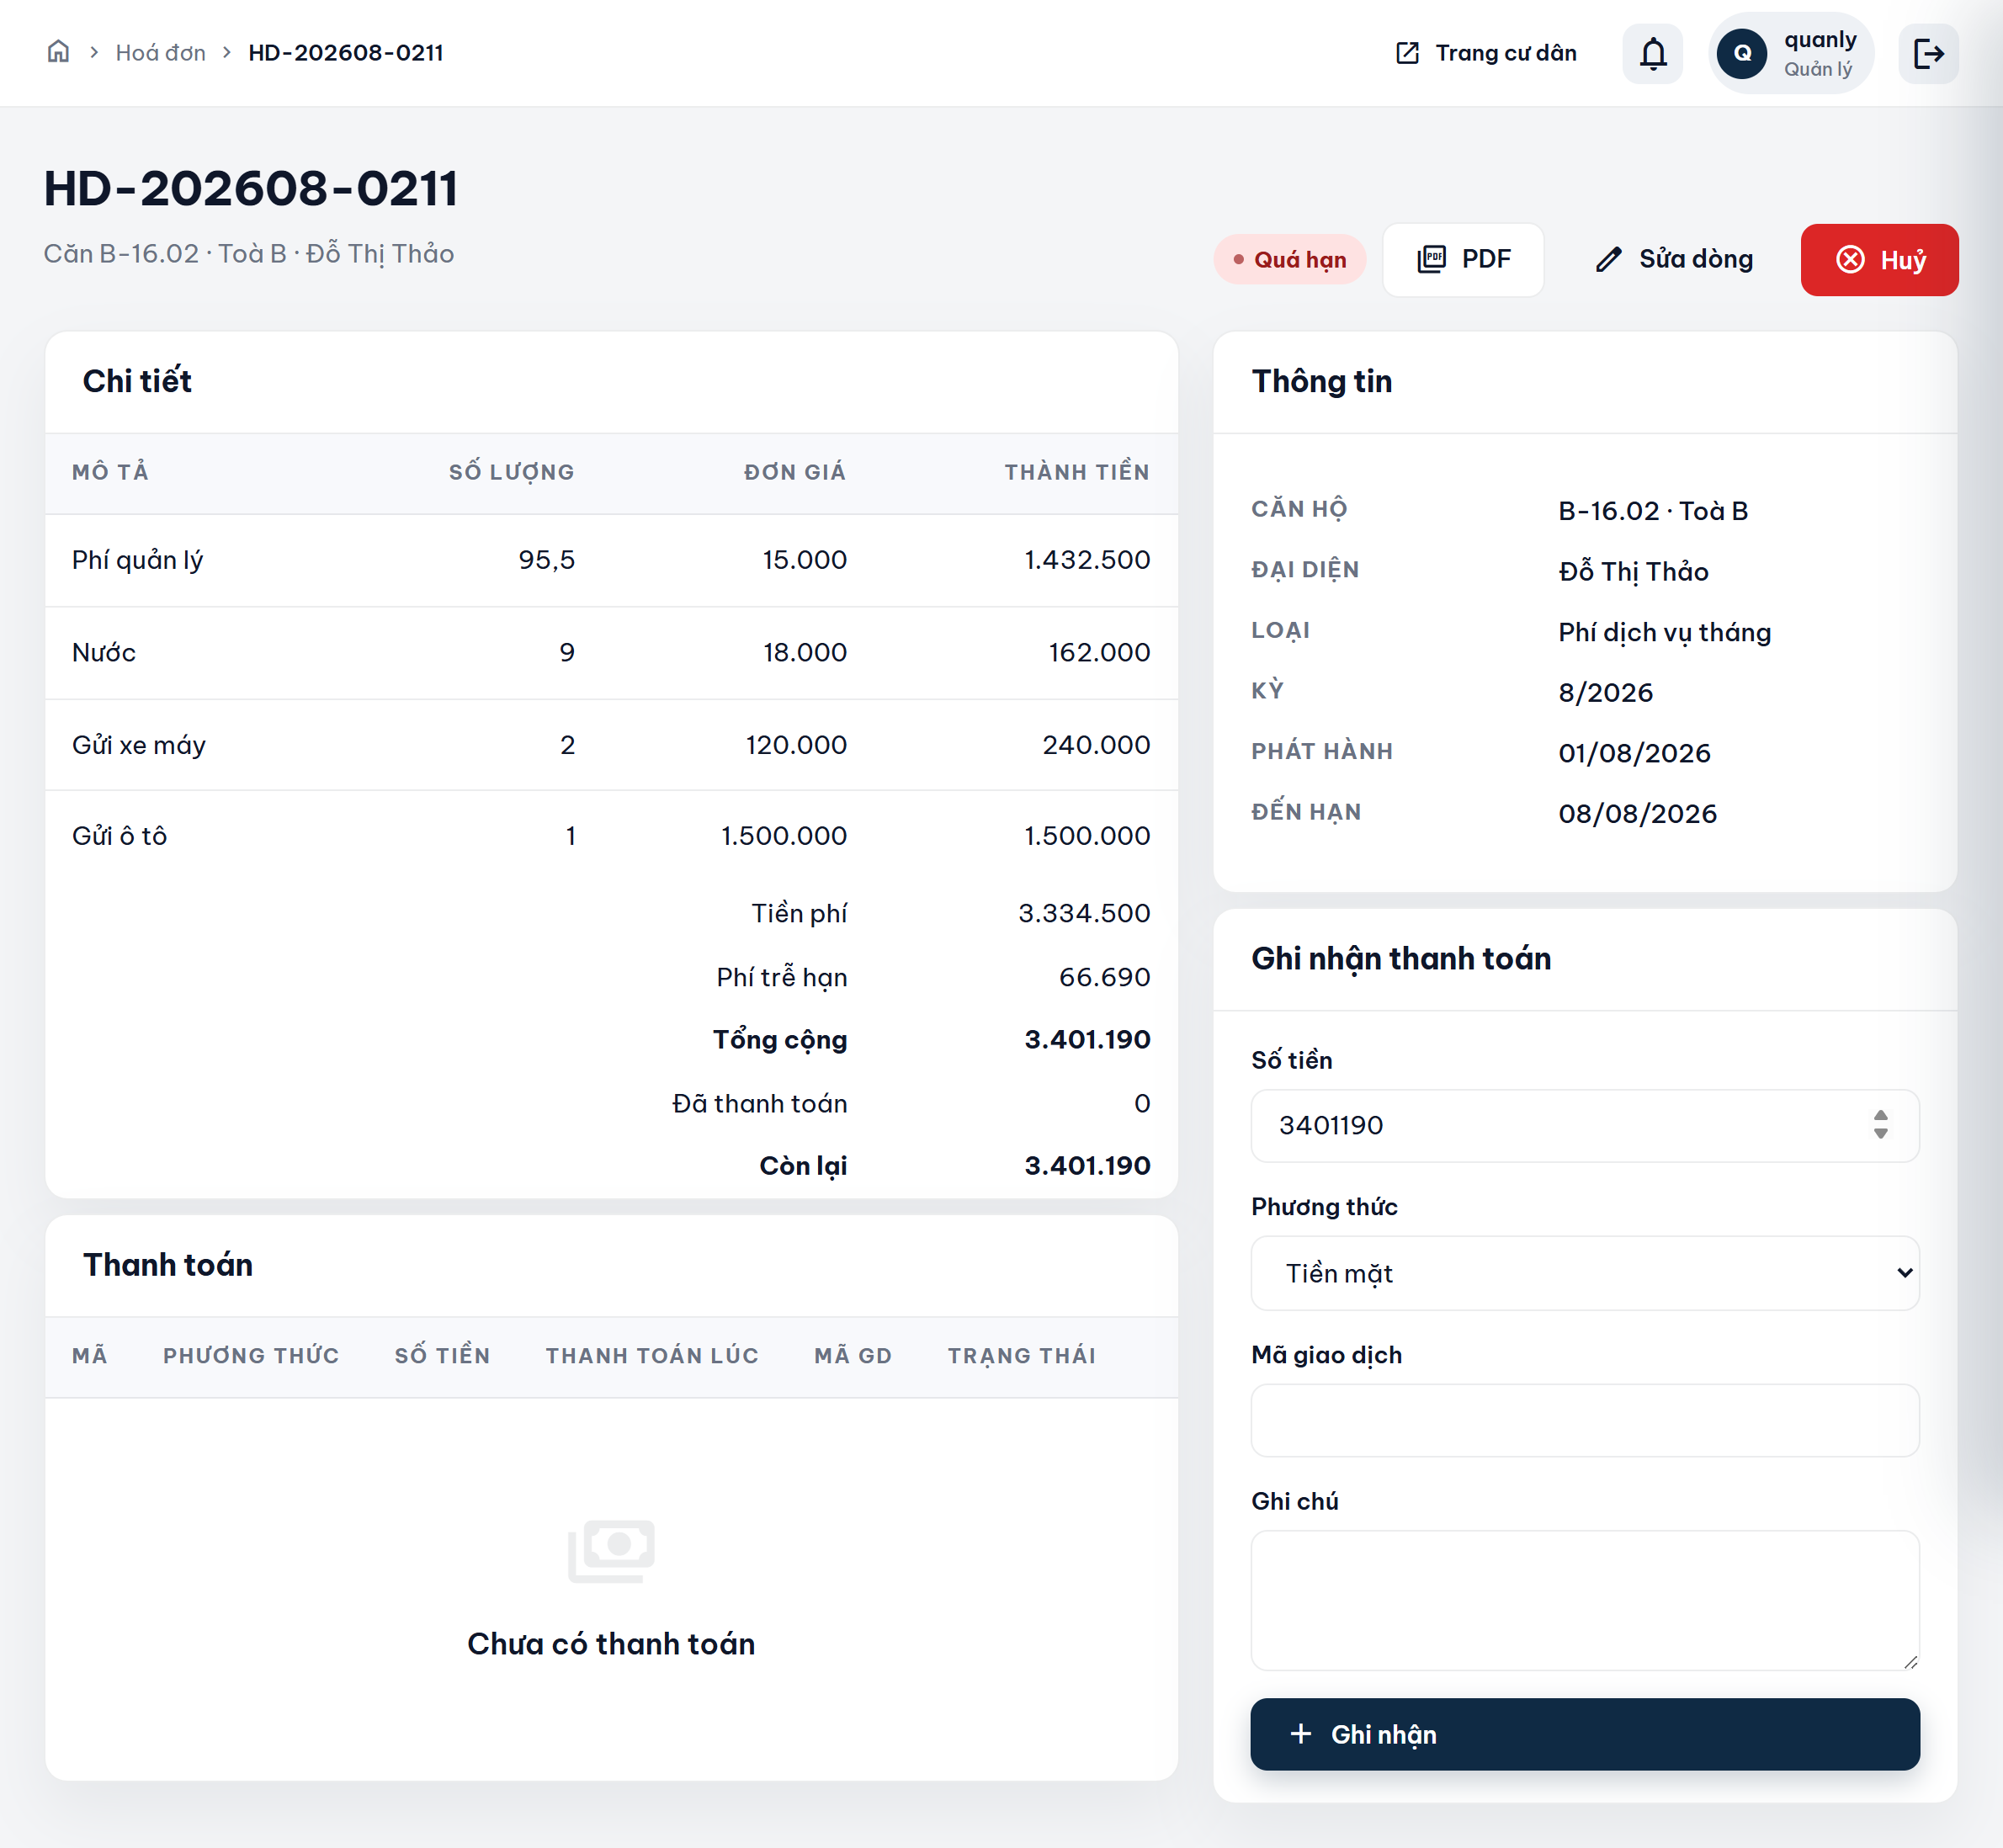 Hoá đơn
HD-202608-0211
Trang cư dân
Q
quanly
Quản lý
HD-202608-0211
Căn B-16.02 · Toà B · Đỗ Thị Thảo
Quá hạn
PDF
PDF
Sửa dòng
Huỷ
Chi tiết
MÔ TẢ SỐ LƯỢNG ĐƠN GIÁ THÀNH TIỀN
Phí quản lý 95,5 15.000 1.432.500
Nước 9 18.000 162.000
Gửi xe máy 2 120.000 240.000
Gửi ô tô 1 1.500.000 1.500.000
Tiền phí 3.334.500
Phí trễ hạn 66.690
Tổng cộng 3.401.190
Đã thanh toán 0
Còn lại 3.401.190
Thanh toán
MÃ PHƯƠNG THỨC SỐ TIỀN THANH TOÁN LÚC MÃ GD TRẠNG THÁI
Chưa có thanh toán
Thông tin
CĂN HỘ B-16.02 · Toà B
ĐẠI DIỆN Đỗ Thị Thảo
LOẠI Phí dịch vụ tháng
KỲ 8/2026
PHÁT HÀNH 01/08/2026
ĐẾN HẠN 08/08/2026
Ghi nhận thanh toán
Số tiền
3401190
Phương thức
Tiền mặt
Mã giao dịch
Ghi chú
Ghi nhận